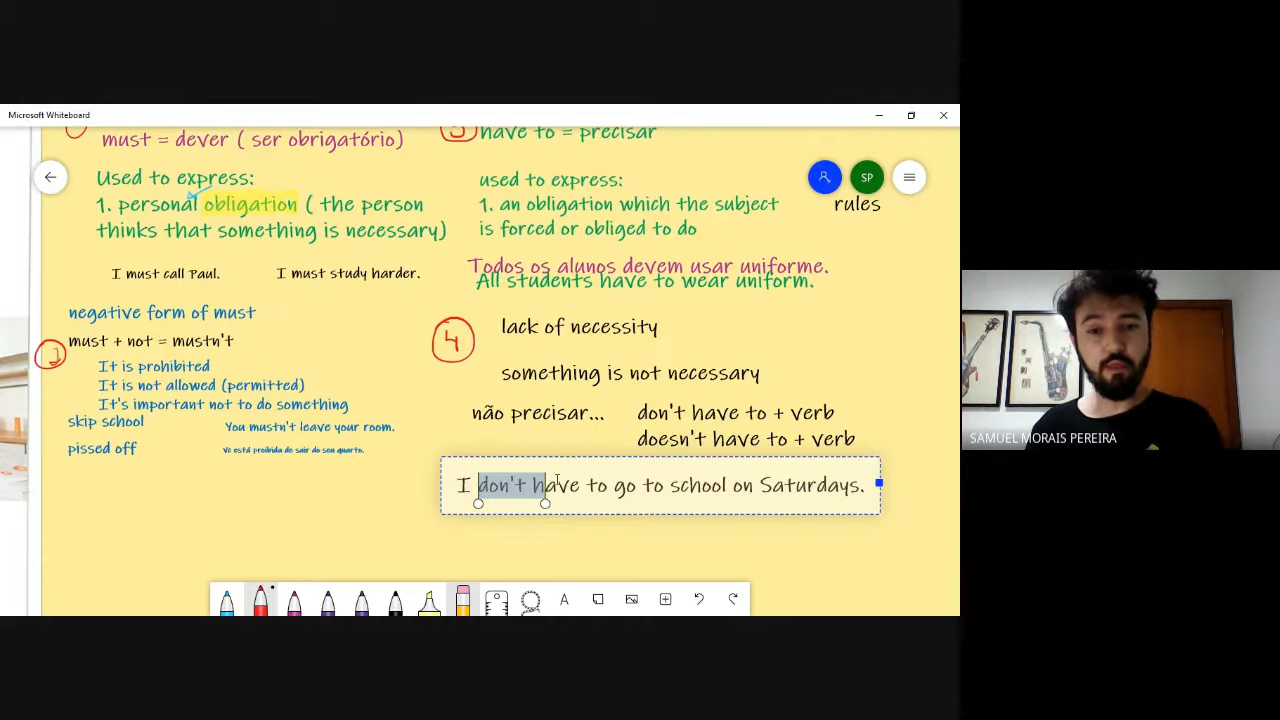 Microsoft Whiteboard
must = dever ( ser obrigatório)
Used to express:
1. personal obligation ( the person
thinks that something is necessary)
I must call Paul.
I must study harder.
negative form of must
must + not = mustn't
2
It is prohibited
It is not allowed (permitted)
It's important not to do something
skip school
You mustn't leave your room.
pissed off
Vc está proibida de sair do seu quarto.
3
have to = precisar
SP
used to express:
1. an obligation which the subject
is forced or obliged to do
rules
Todos os alunos devem usar uniforme.
All students have to wear uniform.
4
lack of necessity
something is not necessary
não precisar...
don't have to + verb
doesn't have to + verb
I don't have to go to school on Saturdays.
A
SAMUEL MORAIS PEREIRA